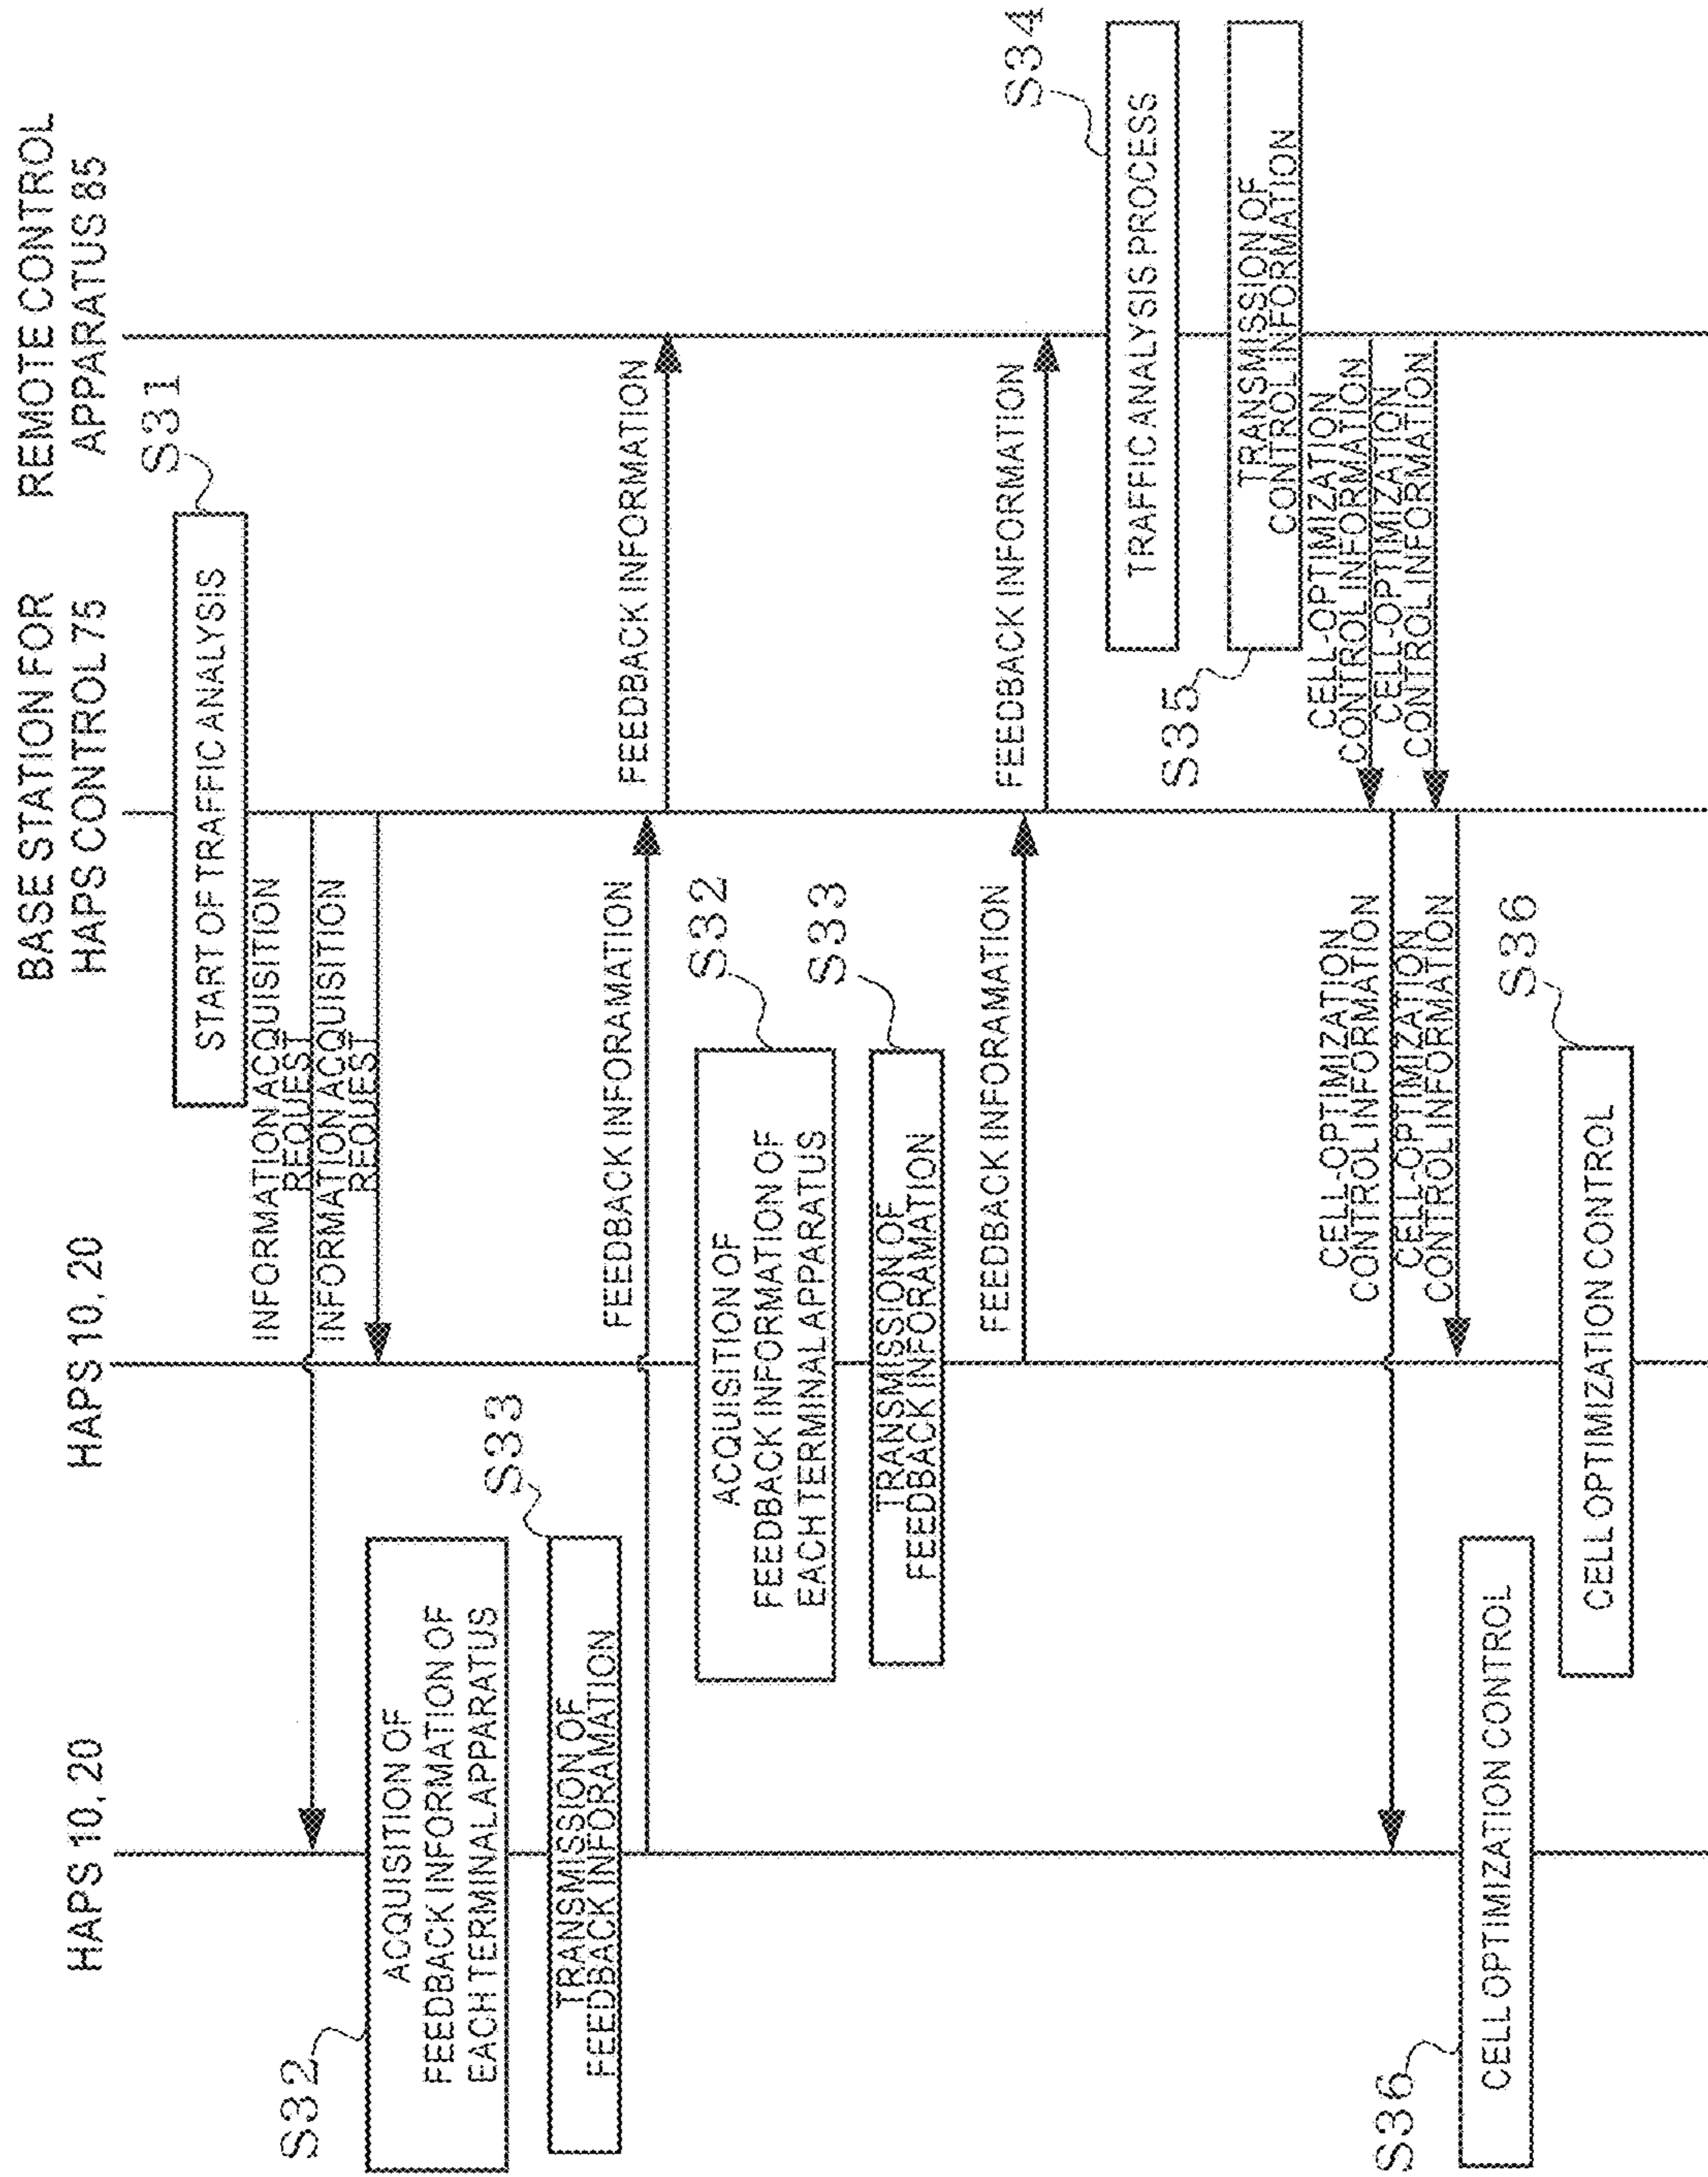 HAPS 10, 20
HAPS 10, 20
BASE STATION FOR
HAPS CONTROL 75
REMOTE CONTROL
APPARATUS 85
S31
START OF TRAFFIC ANALYSIS
INFORMATION ACQUISITION
REQUEST
INFORMATION ACQUISITION
REQUEST
S32
ACQUISITION OF
FEEDBACK INFORMATION OF
EACH TERMINAL APPARATUS
S33
TRANSMISSION OF
FEEDBACK INFORAMATION
FEEDBACK INFORAMATION
FEEDBACK INFORMATION
S32
ACQUISITION OF
FEEDBACK INFORMATION OF
EACH TERMINAL APPARATUS
S33
TRANSMISSION OF
FEEDBACK INFORAMATION
FEEDBACK INFORAMATION
FEEDBACK INFORMATION
S34
TRAFFIC ANALYSIS PROCESS
S35
TRANSMISSION OF
CONTROL INFORMATION
CELL-OPTIMIZATION
CONTROL INFORMATION
CELL-OPTIMIZATION
CONTROL INFORMATION
CELL-OPTIMIZATION
CONTROL INFORMATION
CELL-OPTIMIZATION
CONTROL INFORMATION
S36
CELL OPTIMIZATION CONTROL
S36
CELL OPTIMIZATION CONTROL